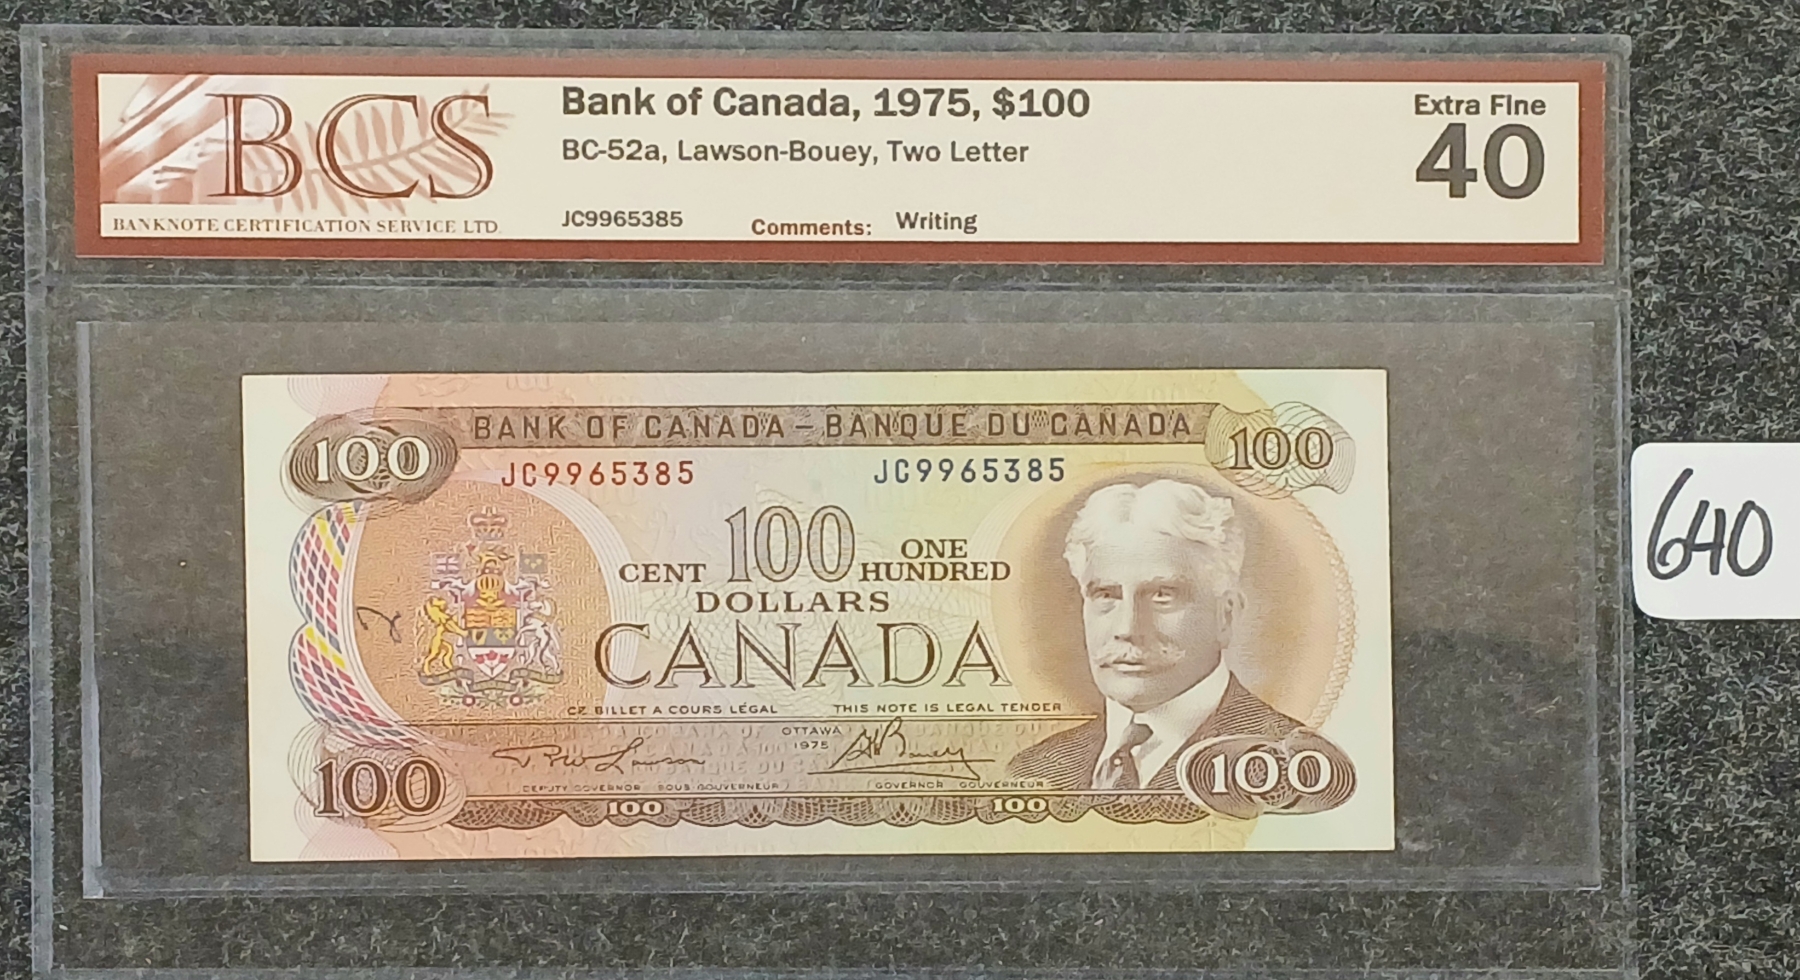 BCS
BANKNOTE CERTIFICATION SERVICE LTD.
Bank of Canada, 1975, $100
BC-52a, Lawson-Bouey, Two Letter
JC9965385 Comments: Writing
Extra Fine
40
BANK OF CANADA – BANQUE DU CANADA
100 100
JC9965385 JC9965385
CENT 100 ONE HUNDRED
DOLLARS
CANADA
CE BILLET A COURS LÉGAL THIS NOTE IS LEGAL TENDER
OTTAWA
1975
DEPUTY GOVERNOR SOUS GOUVERNEUR GOVERNOR GOUVERNEUR
100 100 100 100
640